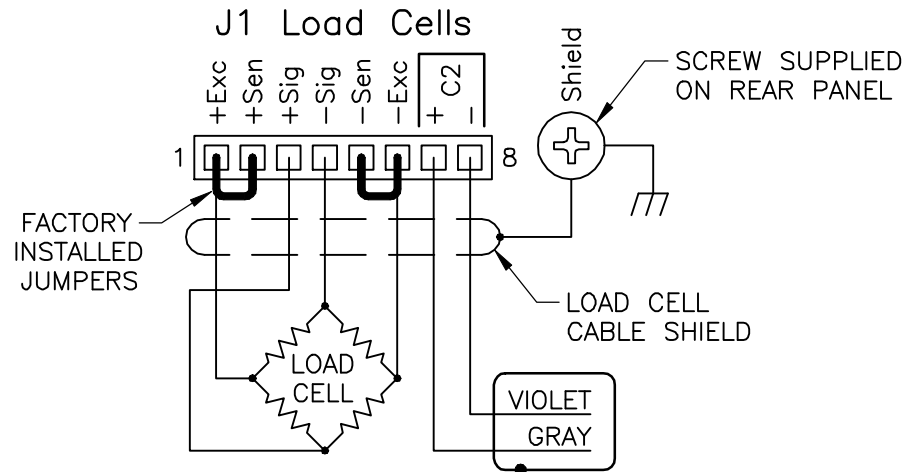 J1 Load Cells
+Exc
+Sen
+Sig
−Sig
−Sen
−Exc
+ C2 −
Shield
SCREW SUPPLIED
ON REAR PANEL
1
8
FACTORY
INSTALLED
JUMPERS
LOAD CELL
CABLE SHIELD
LOAD
CELL
VIOLET
GRAY